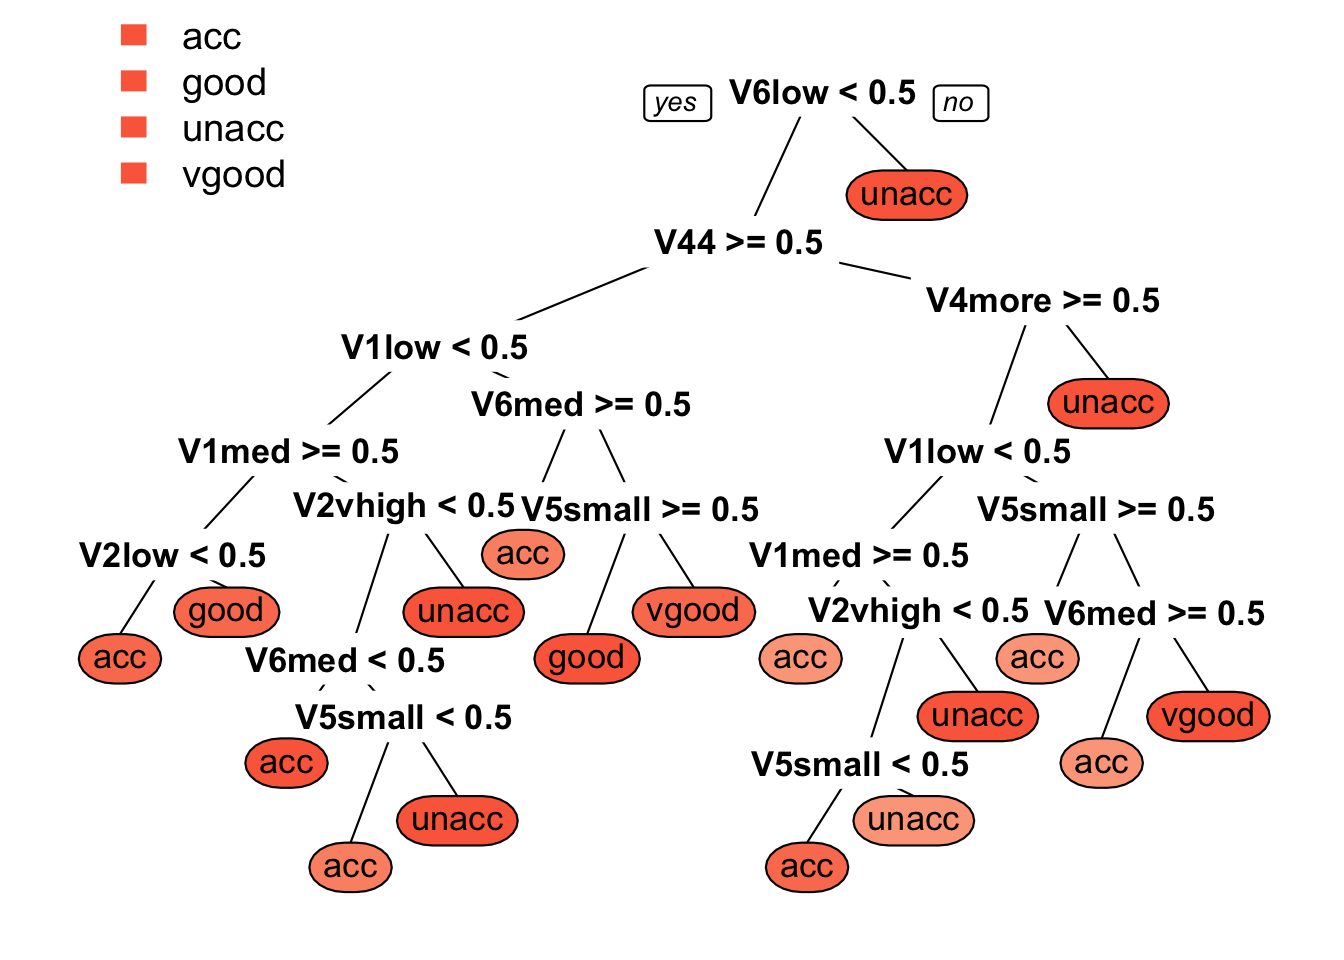 acc
good
unacc
vgood
yes V6low < 0.5 no
unacc
V44 >= 0.5
V4more >= 0.5
V1low < 0.5
V6med >= 0.5
unacc
V1med >= 0.5
V1low < 0.5
V2vhigh < 0.5
V5small >= 0.5
V5small >= 0.5
V2low < 0.5
acc
V1med >= 0.5
good
unacc
vgood
V2vhigh < 0.5
V6med >= 0.5
acc
V6med < 0.5
good
acc
acc
V5small < 0.5
unacc
vgood
acc
V5small < 0.5
acc
unacc
unacc
acc
acc